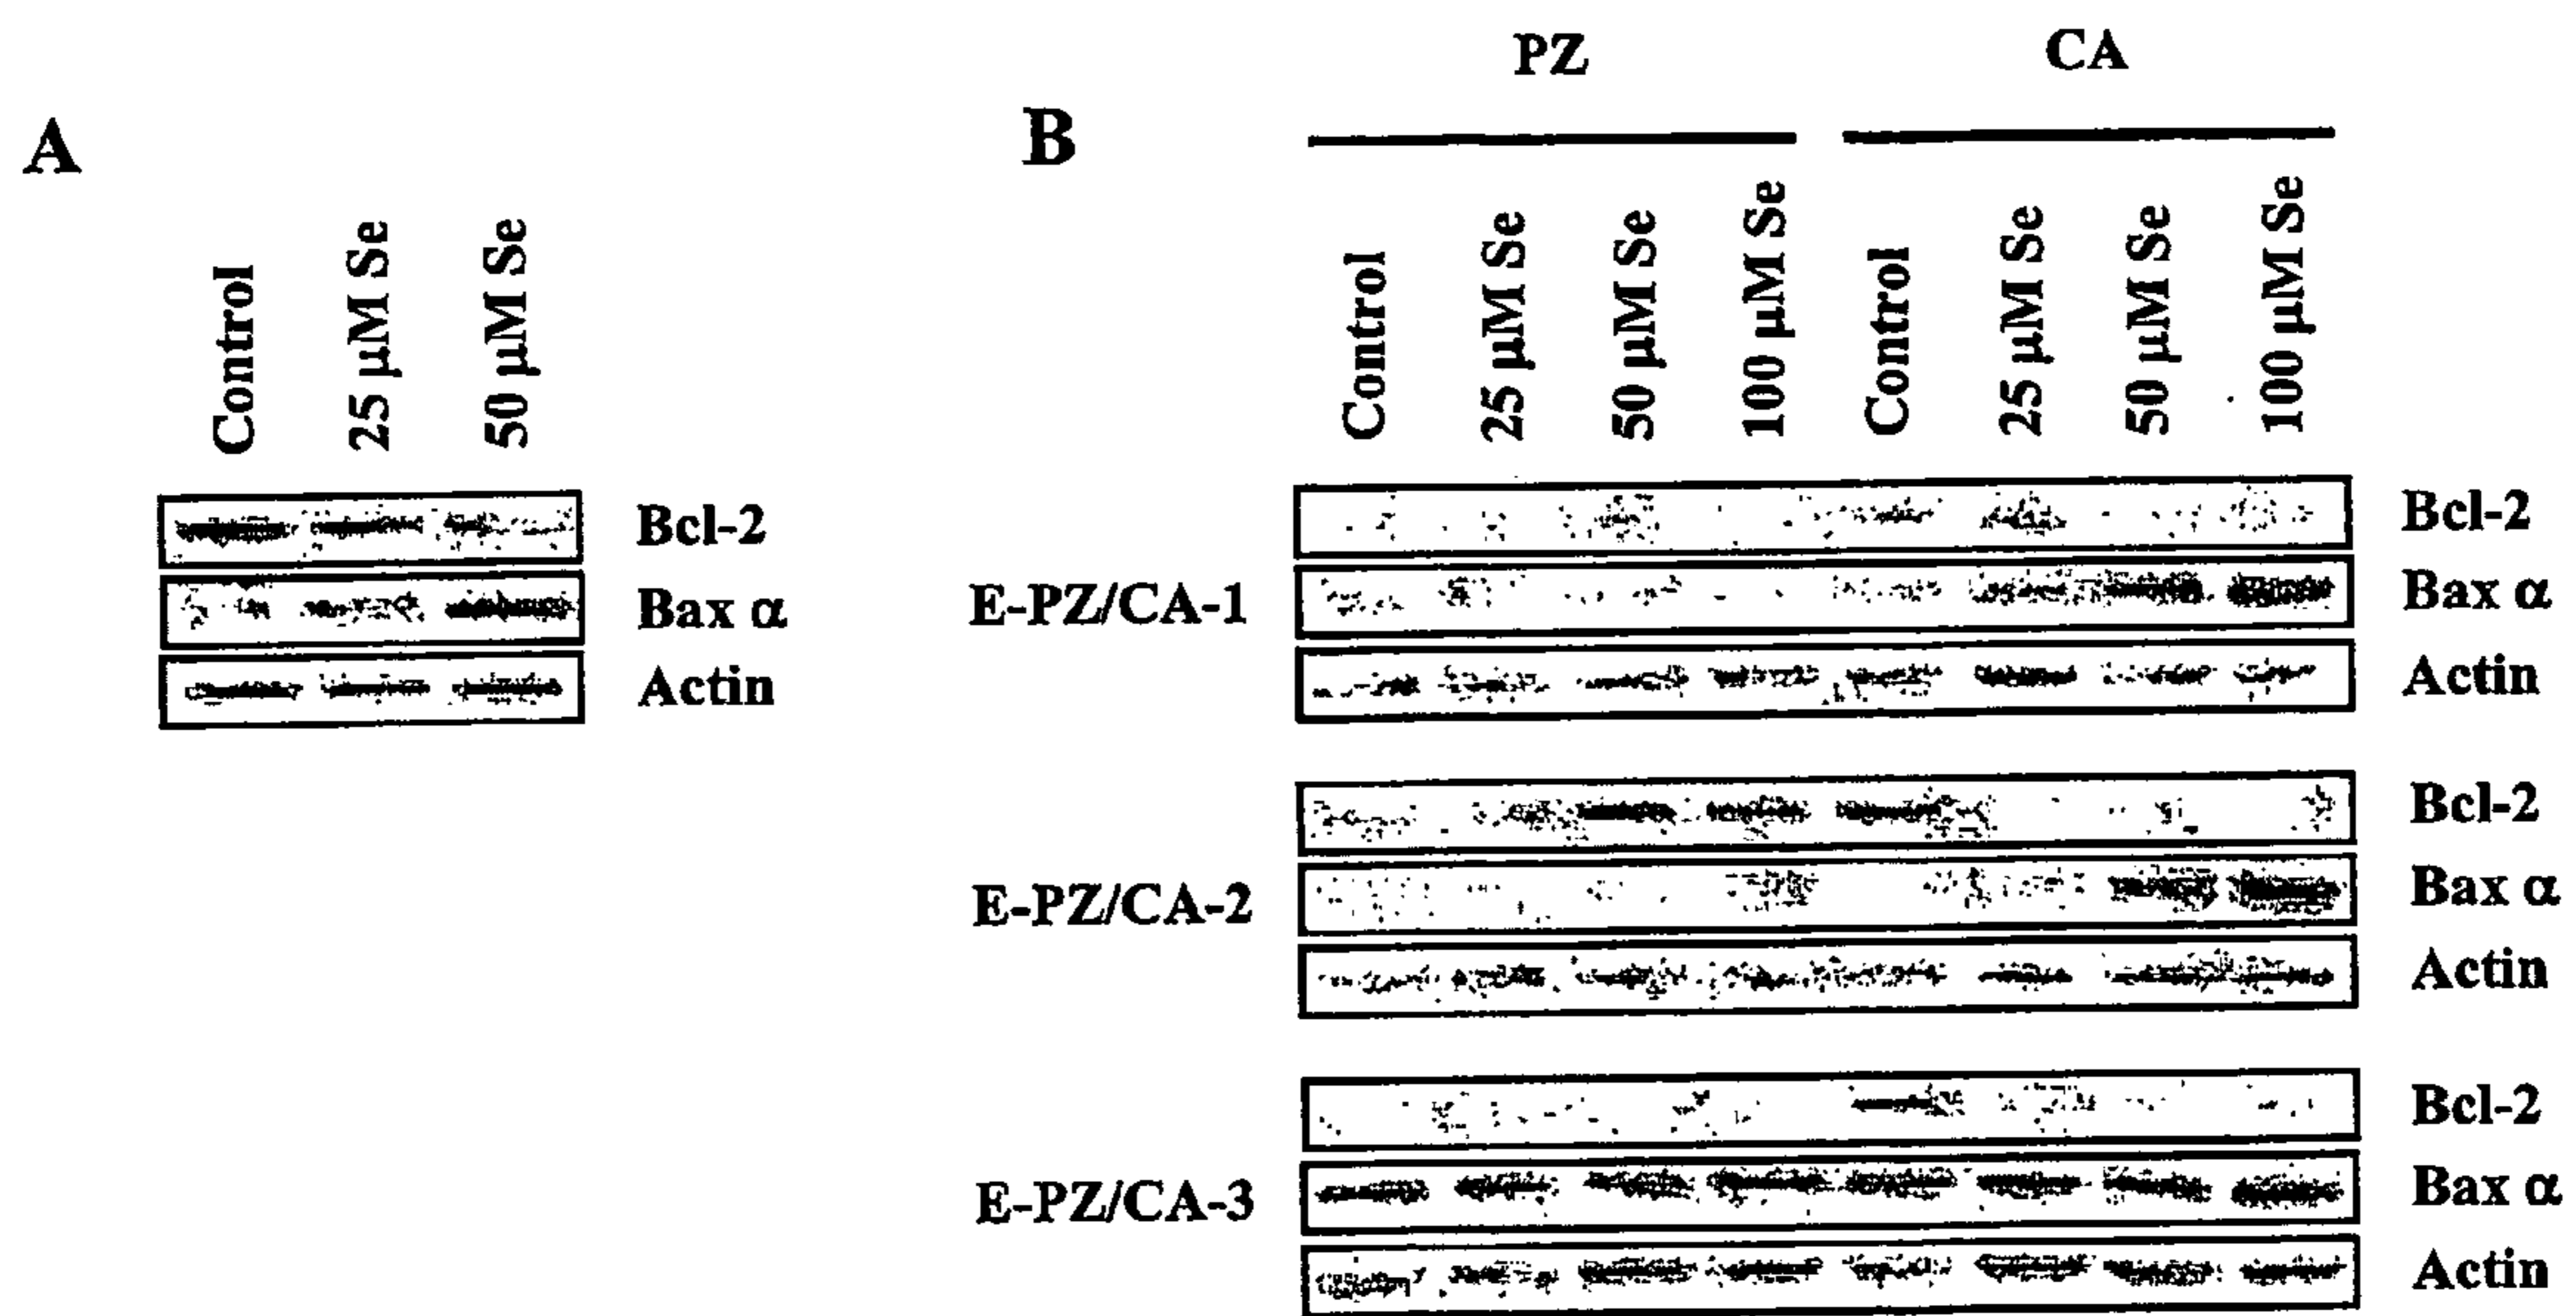 A
Control
25 µM Se
50 µM Se
Bcl-2
Bax α
Actin
B
PZ
CA
Control
25 µM Se
50 µM Se
100 µM Se
Control
25 µM Se
50 µM Se
100 µM Se
E-PZ/CA-1
Bcl-2
Bax α
Actin
E-PZ/CA-2
Bcl-2
Bax α
Actin
E-PZ/CA-3
Bcl-2
Bax α
Actin